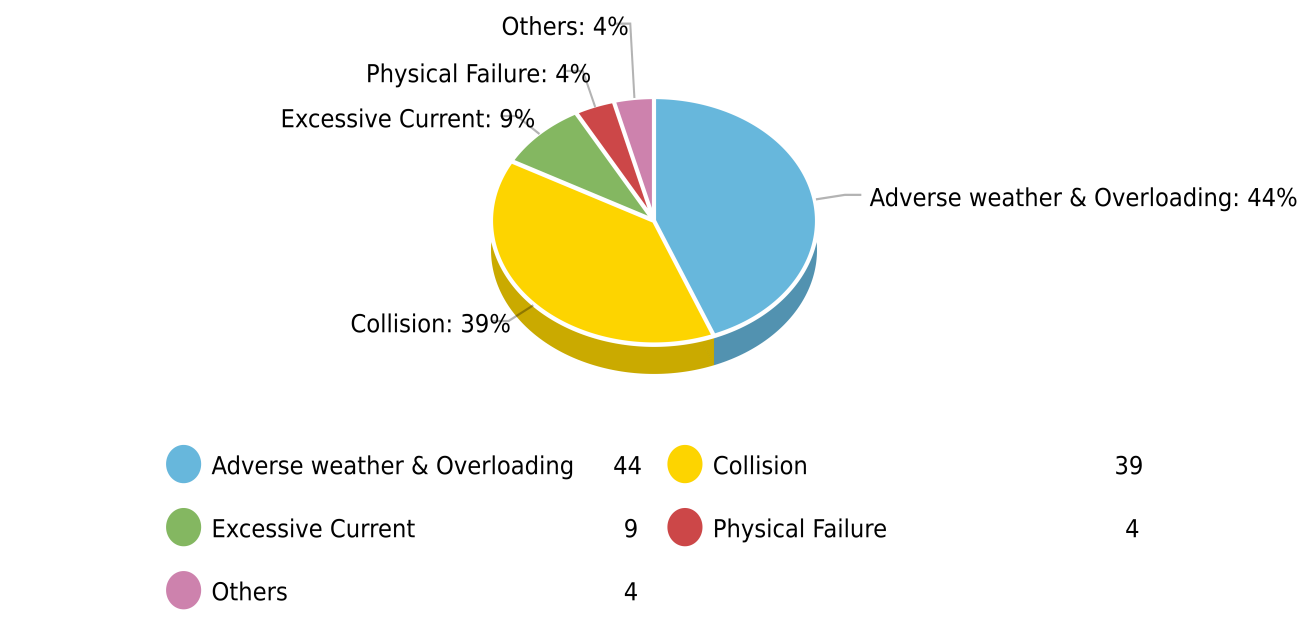 Others: 4%
Physical Failure: 4%
Excessive Current: 9%
Adverse weather & Overloading: 44%
Collision: 39%
Adverse weather & Overloading 44 Collision 39
Excessive Current 9 Physical Failure 4
Others 4